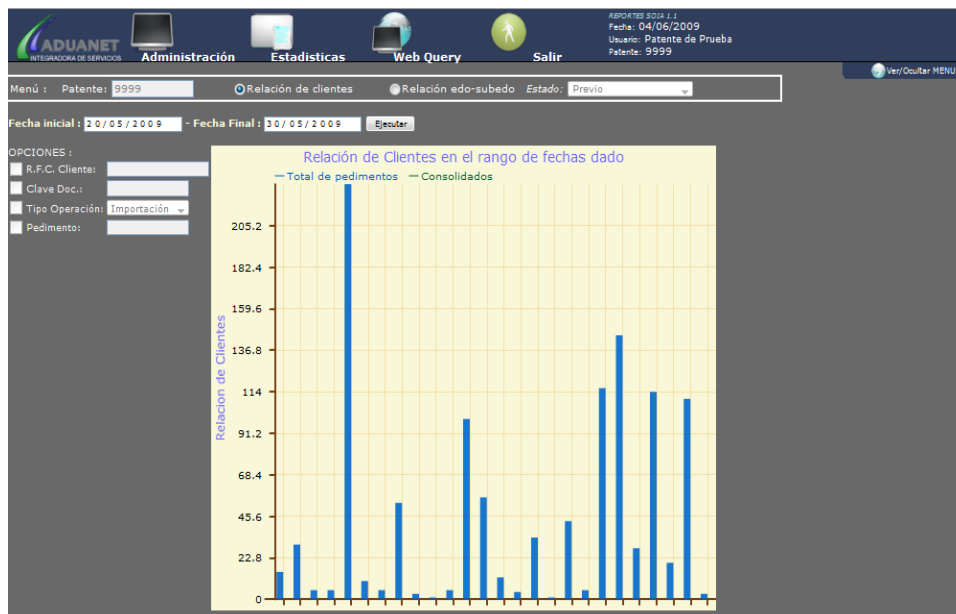 ADUANET
INTEGRADORA DE SERVICIOS
Administración
Estadisticas
Web Query
Salir
REPORTES SOIA 1.1
Fecha: 04/06/2009
Usuario: Patente de Prueba
Patente: 9999
Ver/Ocultar MENU
Menú : Patente: 9999 Relación de clientes Relación edo-subedo Estado: Previo
Fecha inicial : 20/05/2009 - Fecha Final : 30/05/2009 Ejecutar
OPCIONES :
R.F.C. Cliente:
Clave Doc.:
Tipo Operación: Importación
Pedimento:
Relación de Clientes en el rango de fechas dado
Total de pedimentos Consolidados
Relacion de Clientes
205.2
182.4
159.6
136.8
114
91.2
68.4
45.6
22.8
0